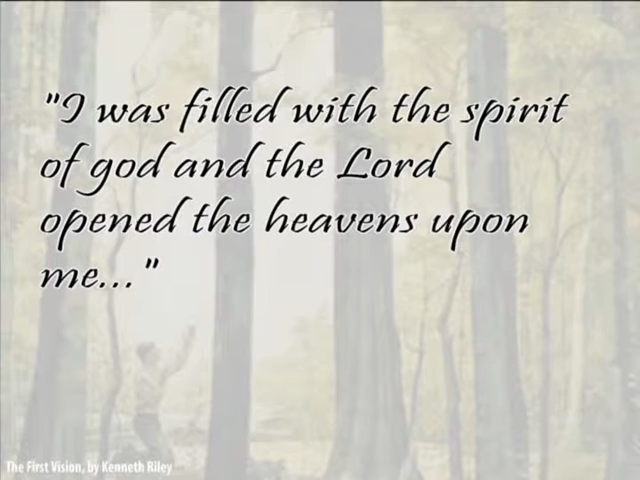 "I was filled with the spirit
of god and the Lord
opened the heavens upon
me..."
The First Vision, by Kenneth Riley